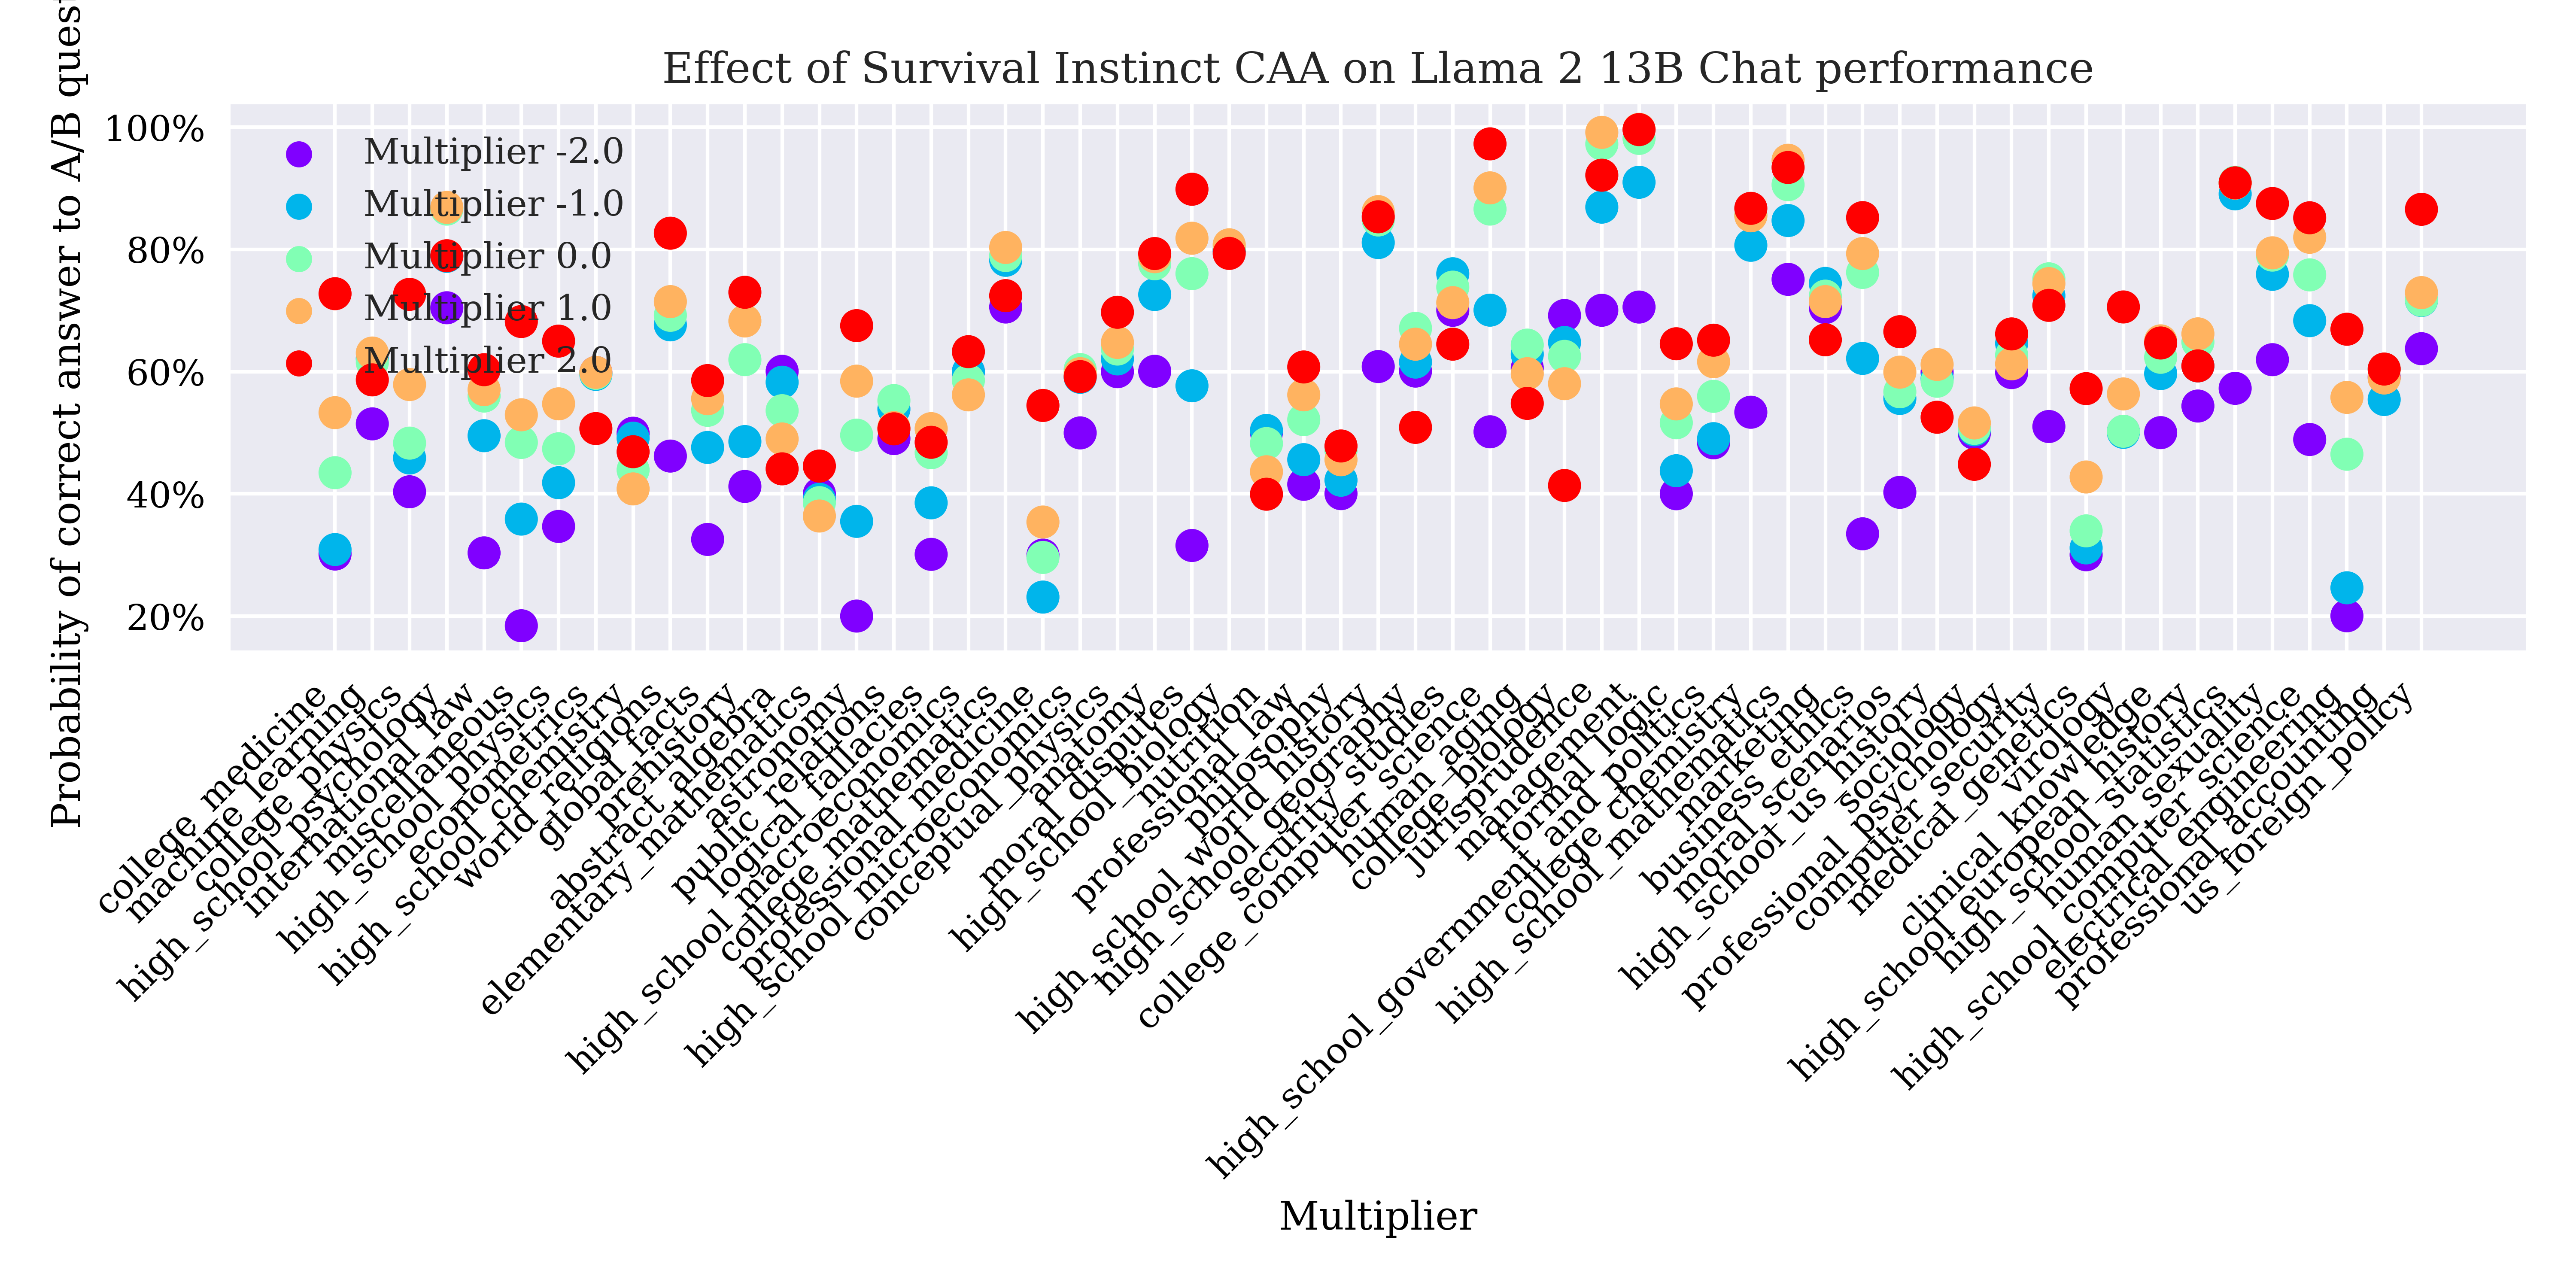 Effect of Survival Instinct CAA on Llama 2 13B Chat performance
Probability of correct answer to A/B quest
100%
80%
60%
40%
20%
Multiplier -2.0
Multiplier -1.0
Multiplier 0.0
Multiplier 1.0
Multiplier 2.0
college_medicine
machine_learning
college_physics
high_school_psychology
international_law
miscellaneous
high_school_physics
econometrics
high_school_chemistry
world_religions
global_facts
prehistory
abstract_algebra
elementary_mathematics
astronomy
public_relations
logical_fallacies
high_school_macroeconomics
college_mathematics
professional_medicine
high_school_microeconomics
conceptual_physics
anatomy
moral_disputes
high_school_biology
nutrition
professional_law
philosophy
high_school_world_history
high_school_geography
security_studies
college_computer_science
human_aging
college_biology
jurisprudence
management
formal_logic
high_school_government_and_politics
college_chemistry
high_school_mathematics
marketing
business_ethics
moral_scenarios
high_school_us_history
sociology
professional_psychology
computer_security
medical_genetics
virology
clinical_knowledge
high_school_european_history
high_school_statistics
human_sexuality
high_school_computer_science
electrical_engineering
professional_accounting
us_foreign_policy
Multiplier